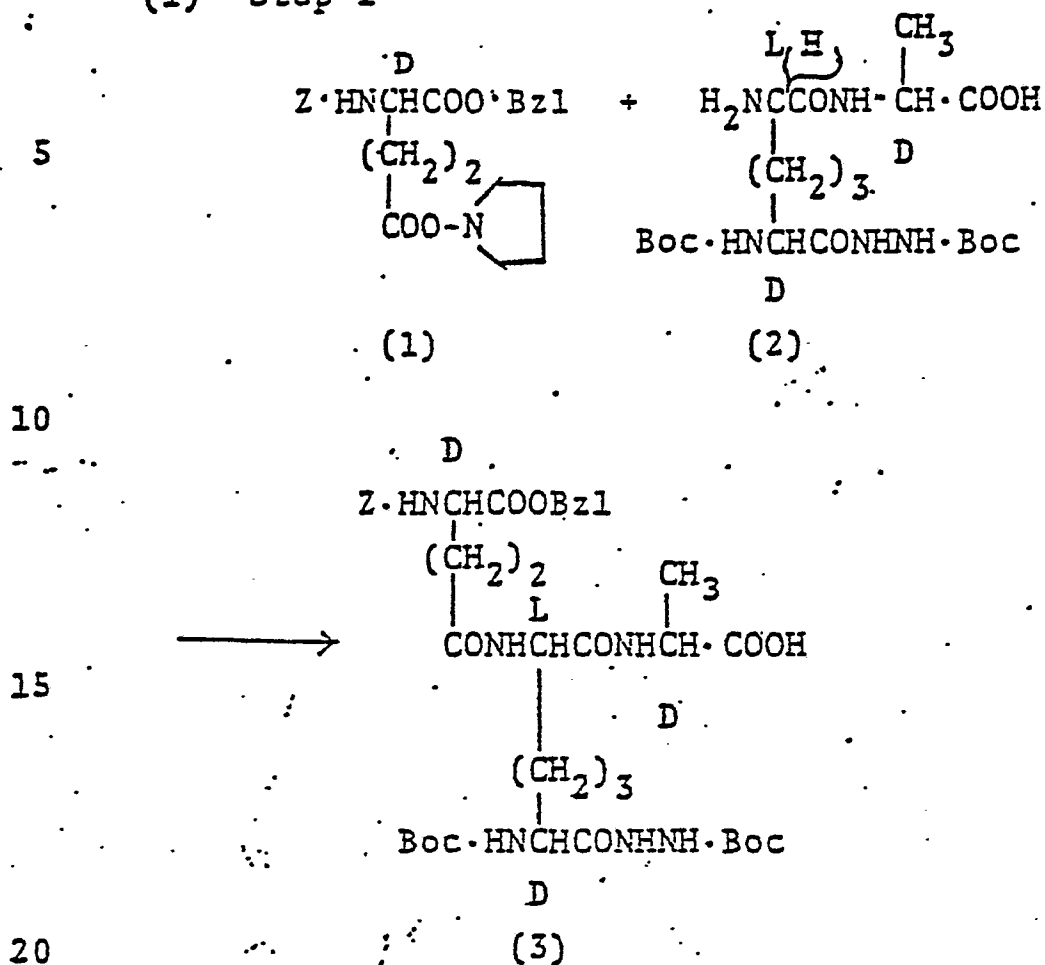 (1) Step 1
CH3
D L H
Z·HNCHCOO·Bzl + H2NCCONH-CH·COOH
5 (CH2)2 (CH2)3 D
COO-N Boc·HNCHCONHNH·Boc
D
(1) (2)
10
D
Z·HNCHCOOBzl
(CH2)2 CH3
L
CONHCHCONHCH·COOH
15 D
(CH2)3
Boc·HNCHCONHNH·Boc
D
20 (3)